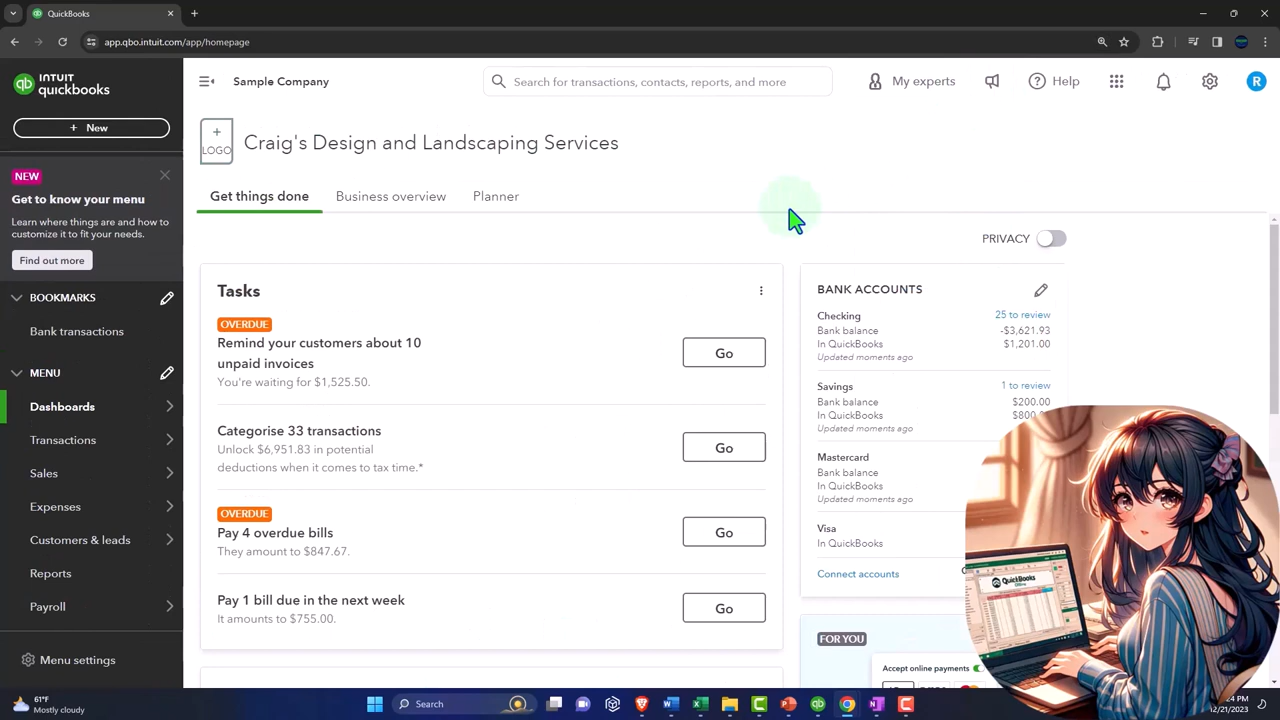 QuickBooks
app.qbo.intuit.com/app/homepage
INTUIT
quickbooks
Sample Company
Search for transactions, contacts, reports, and more
My experts
Help
R
+ New
+
LOGO
Craig's Design and Landscaping Services
NEW
Get to know your menu
Learn where things are and how to
customize it to fit your needs.
Find out more
Get things done
Business overview
Planner
PRIVACY
BOOKMARKS
Bank transactions
MENU
Dashboards
Transactions
Sales
Expenses
Customers & leads
Reports
Payroll
Menu settings
Tasks
OVERDUE
Remind your customers about 10
unpaid invoices
You're waiting for $1,525.50.
Go
Categorise 33 transactions
Unlock $6,951.83 in potential
deductions when it comes to tax time.*
Go
OVERDUE
Pay 4 overdue bills
They amount to $847.67.
Go
Pay 1 bill due in the next week
It amounts to $755.00.
Go
BANK ACCOUNTS
Checking
25 to review
Bank balance
-$3,621.93
In QuickBooks
$1,201.00
Updated moments ago
Savings
1 to review
Bank balance
$200.00
In QuickBooks
$800.
Updated moments ago
Mastercard
Bank balance
In QuickBooks
Updated moments ago
Visa
In QuickBooks
Connect accounts
FOR YOU
Accept online payments
QuickBooks
61°F
Mostly cloudy
Search
12/21/2023